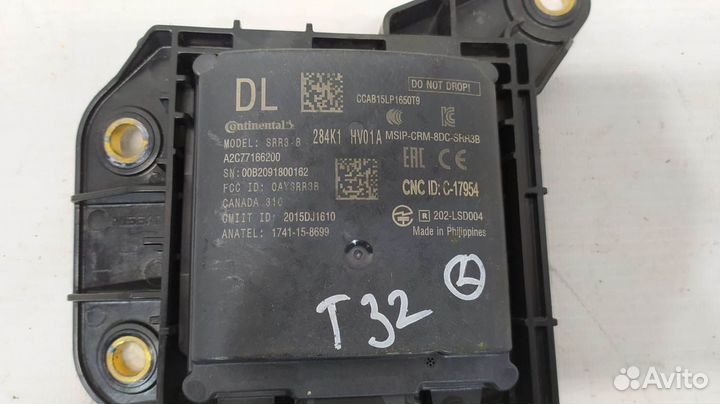 DL
DO NOT DROP!
CCAB15LP1650T9
Continental
284K1 HV01A
MSIP-CRM-8DC-SRR3B
MODEL: SRR3-B
A2C77166200
SN:00B2091800162
EAC
CNC ID: C-17954
FCC ID: OAYSRR3B
CANADA 310
CMIIT ID: 2015DJ1610
R 202-LSD004
ANATEL: 1741-15-8699
Made in Philippines
T32
L
Avito